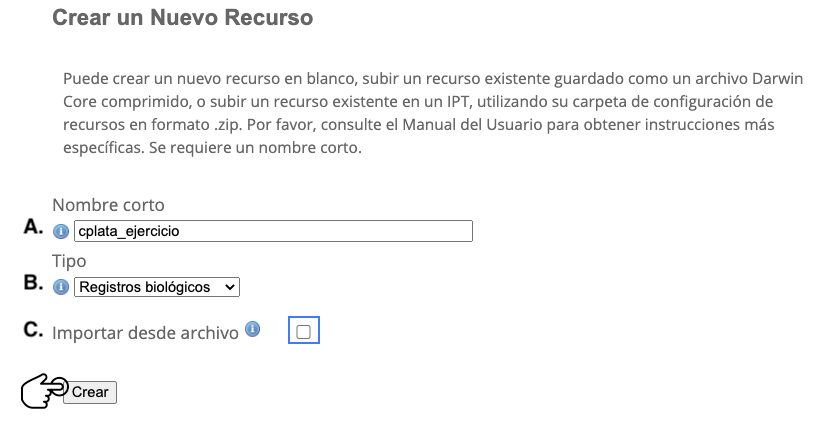 Crear un Nuevo Recurso
Puede crear un nuevo recurso en blanco, subir un recurso existente guardado como un archivo Darwin
Core comprimido, o subir un recurso existente en un IPT, utilizando su carpeta de configuración de
recursos en formato .zip. Por favor, consulte el Manual del Usuario para obtener instrucciones más
específicas. Se requiere un nombre corto.
Nombre corto
A. i cplata_ejercicio
Tipo
B. i Registros biológicos
C. Importar desde archivo i
Crear